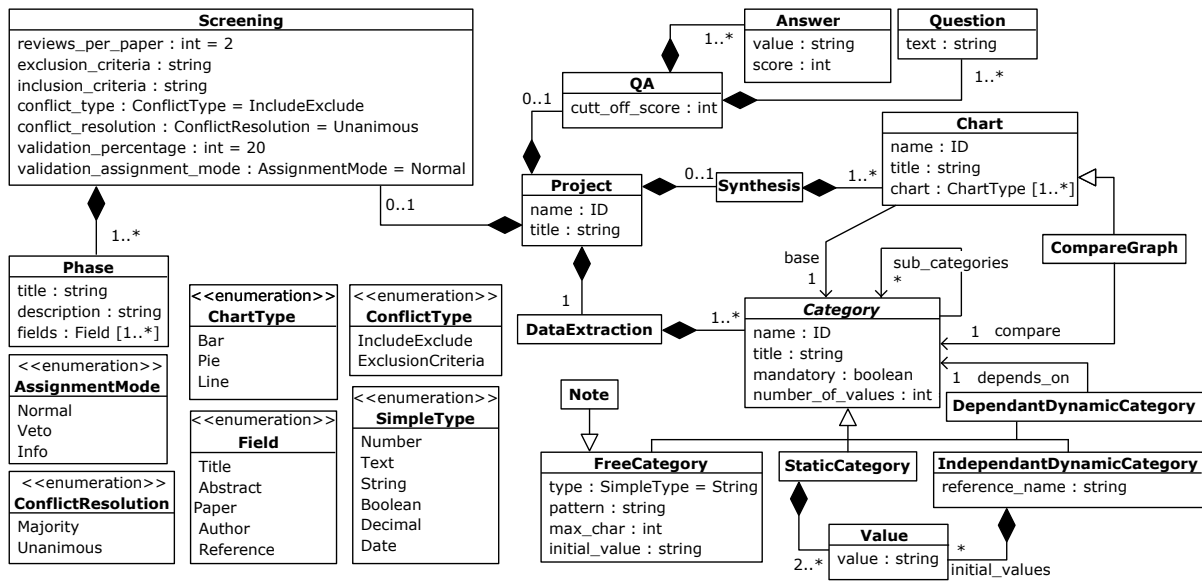 Screening
reviews_per_paper : int = 2
exclusion_criteria : string
inclusion_criteria : string
conflict_type : ConflictType = IncludeExclude
conflict_resolution : ConflictResolution = Unanimous
validation_percentage : int = 20
validation_assignment_mode : AssignmentMode = Normal
Answer
value : string
score : int
Question
text : string
1..*
1..*
QA
cutt_off_score : int
0..1
Chart
name : ID
title : string
chart : ChartType [1..*]
Project
name : ID
title : string
0..1
Synthesis
1..*
0..1
1..*
Phase
title : string
description : string
fields : Field [1..*]
<<enumeration>>
ChartType
Bar
Pie
Line
<<enumeration>>
ConflictType
IncludeExclude
ExclusionCriteria
1
DataExtraction
1..*
base
1
sub_categories
*
CompareGraph
Category
name : ID
title : string
mandatory : boolean
number_of_values : int
1 compare
1 depends_on
<<enumeration>>
AssignmentMode
Normal
Veto
Info
<<enumeration>>
Field
Title
Abstract
Paper
Author
Reference
<<enumeration>>
SimpleType
Number
Text
String
Boolean
Decimal
Date
Note
DependantDynamicCategory
<<enumeration>>
ConflictResolution
Majority
Unanimous
FreeCategory
type : SimpleType = String
pattern : string
max_char : int
initial_value : string
StaticCategory
IndependantDynamicCategory
reference_name : string
2..*
Value
value : string
*
initial_values